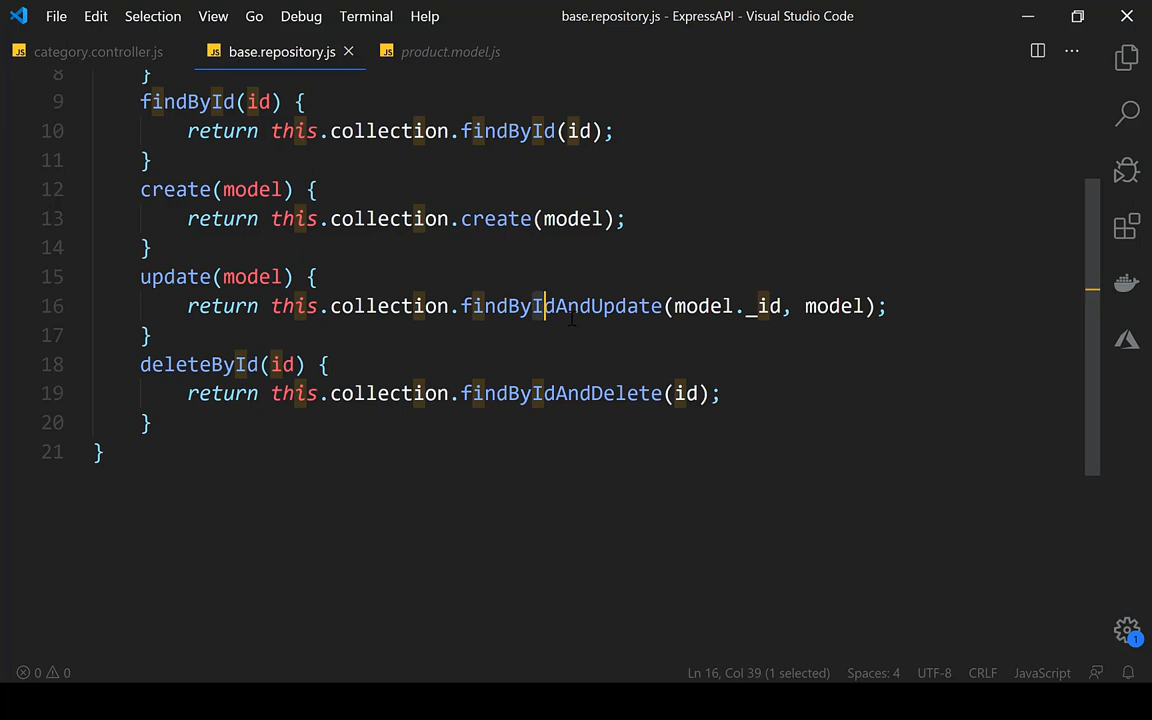 File Edit Selection View Go Debug Terminal Help base.repository.js - ExpressAPI - Visual Studio Code
JS category.controller.js JS base.repository.js JS product.model.js
8 }
9 findById(id) {
10 return this.collection.findById(id);
11 }
12 create(model) {
13 return this.collection.create(model);
14 }
15 update(model) {
16 return this.collection.findByIdAndUpdate(model._id, model);
17 }
18 deleteById(id) {
19 return this.collection.findByIdAndDelete(id);
20 }
21 }
1
0 0 Ln 16, Col 39 (1 selected) Spaces: 4 UTF-8 CRLF JavaScript